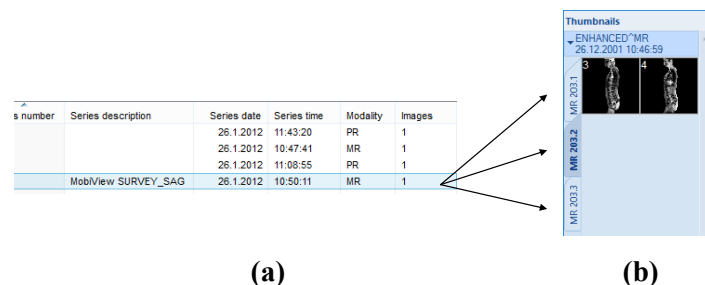 s number Series description Series date Series time Modality Images
26.1.2012 11:43:20 PR 1
26.1.2012 10:47:41 MR 1
26.1.2012 11:08:55 PR 1
MobiView SURVEY_SAG 26.1.2012 10:50:11 MR 1
(a)
Thumbnails
ENHANCED^MR
26.12.2001 10:46:59
3 4
MR 203.1
MR 203.2
MR 203.3
(b)